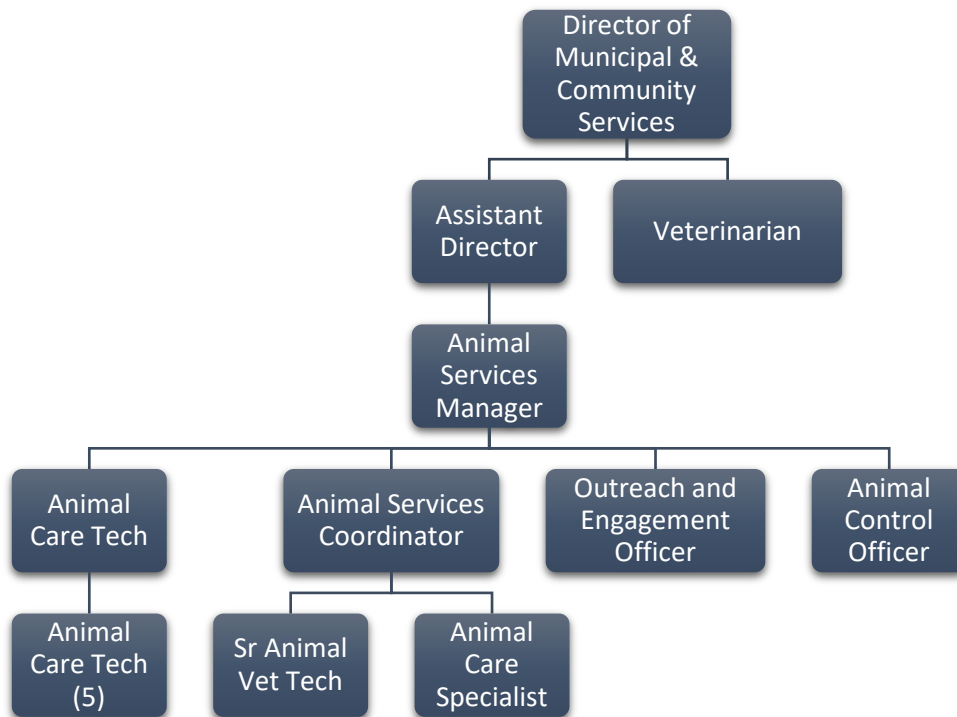 Director of
Municipal &
Community
Services
Assistant
Director
Veterinarian
Animal
Services
Manager
Animal
Care Tech
Animal Services
Coordinator
Outreach and
Engagement
Officer
Animal
Control
Officer
Animal
Care Tech
(5)
Sr Animal
Vet Tech
Animal
Care
Specialist